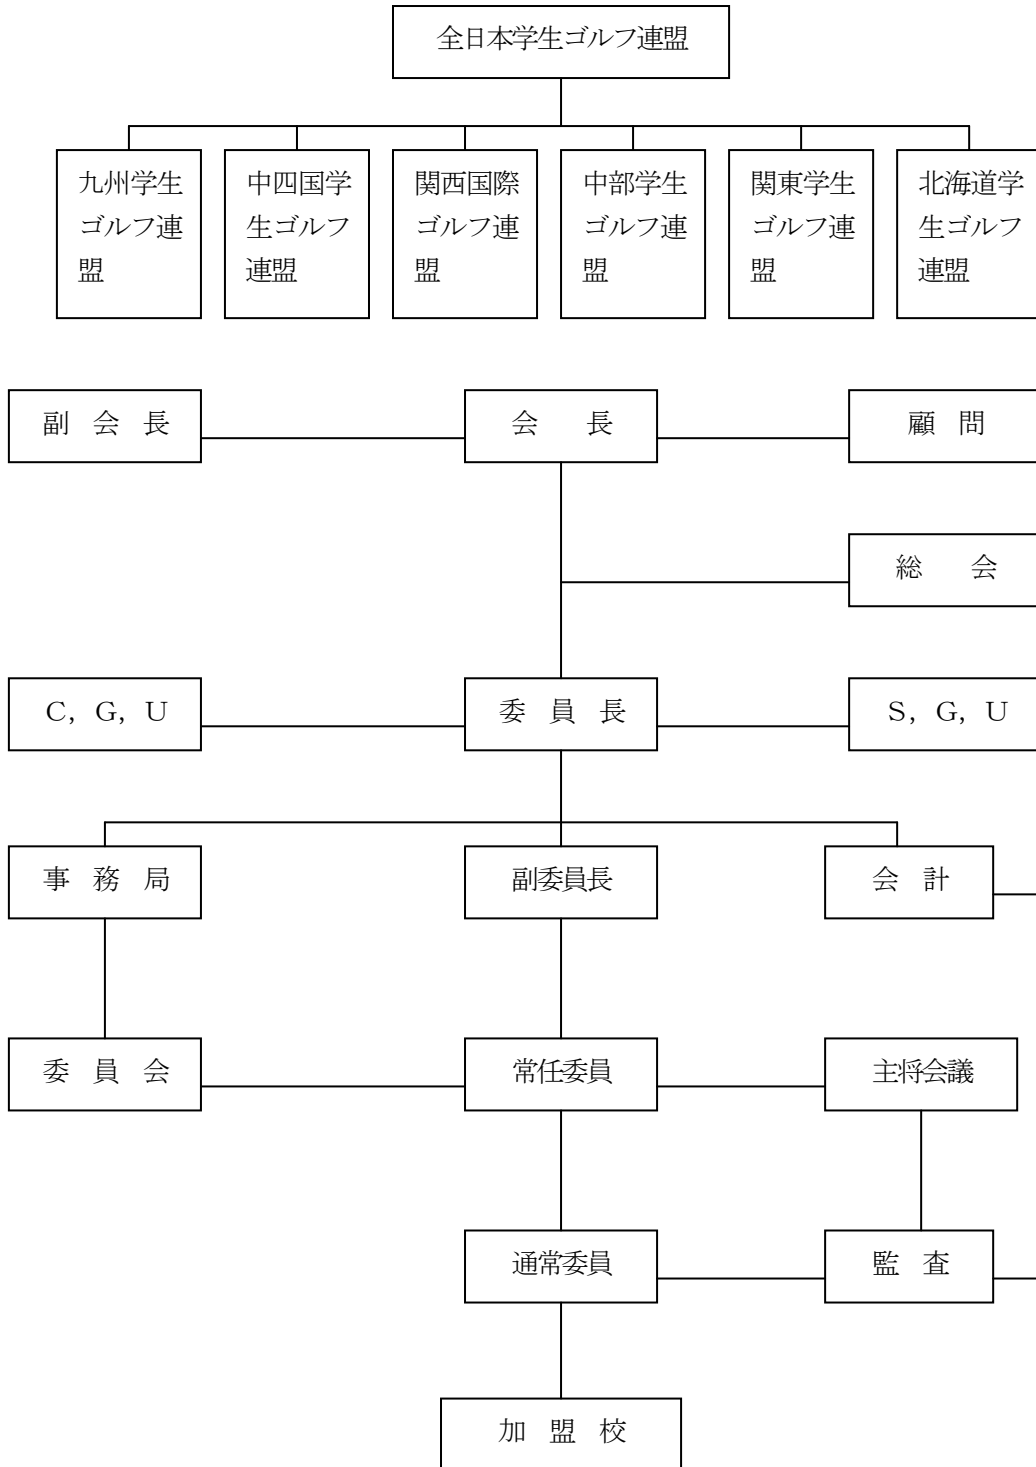 全日本学生ゴルフ連盟
九州学生
ゴルフ連
盟
中四国学
生ゴルフ
連盟
関西国際
ゴルフ連
盟
中部学生
ゴルフ連
盟
関東学生
ゴルフ連
盟
北海道学
生ゴルフ
連盟
副 会 長
会 長
顧 問
総 会
C, G, U
委 員 長
S, G, U
事 務 局
副委員長
会 計
委 員 会
常任委員
主将会議
通常委員
監 査
加 盟 校